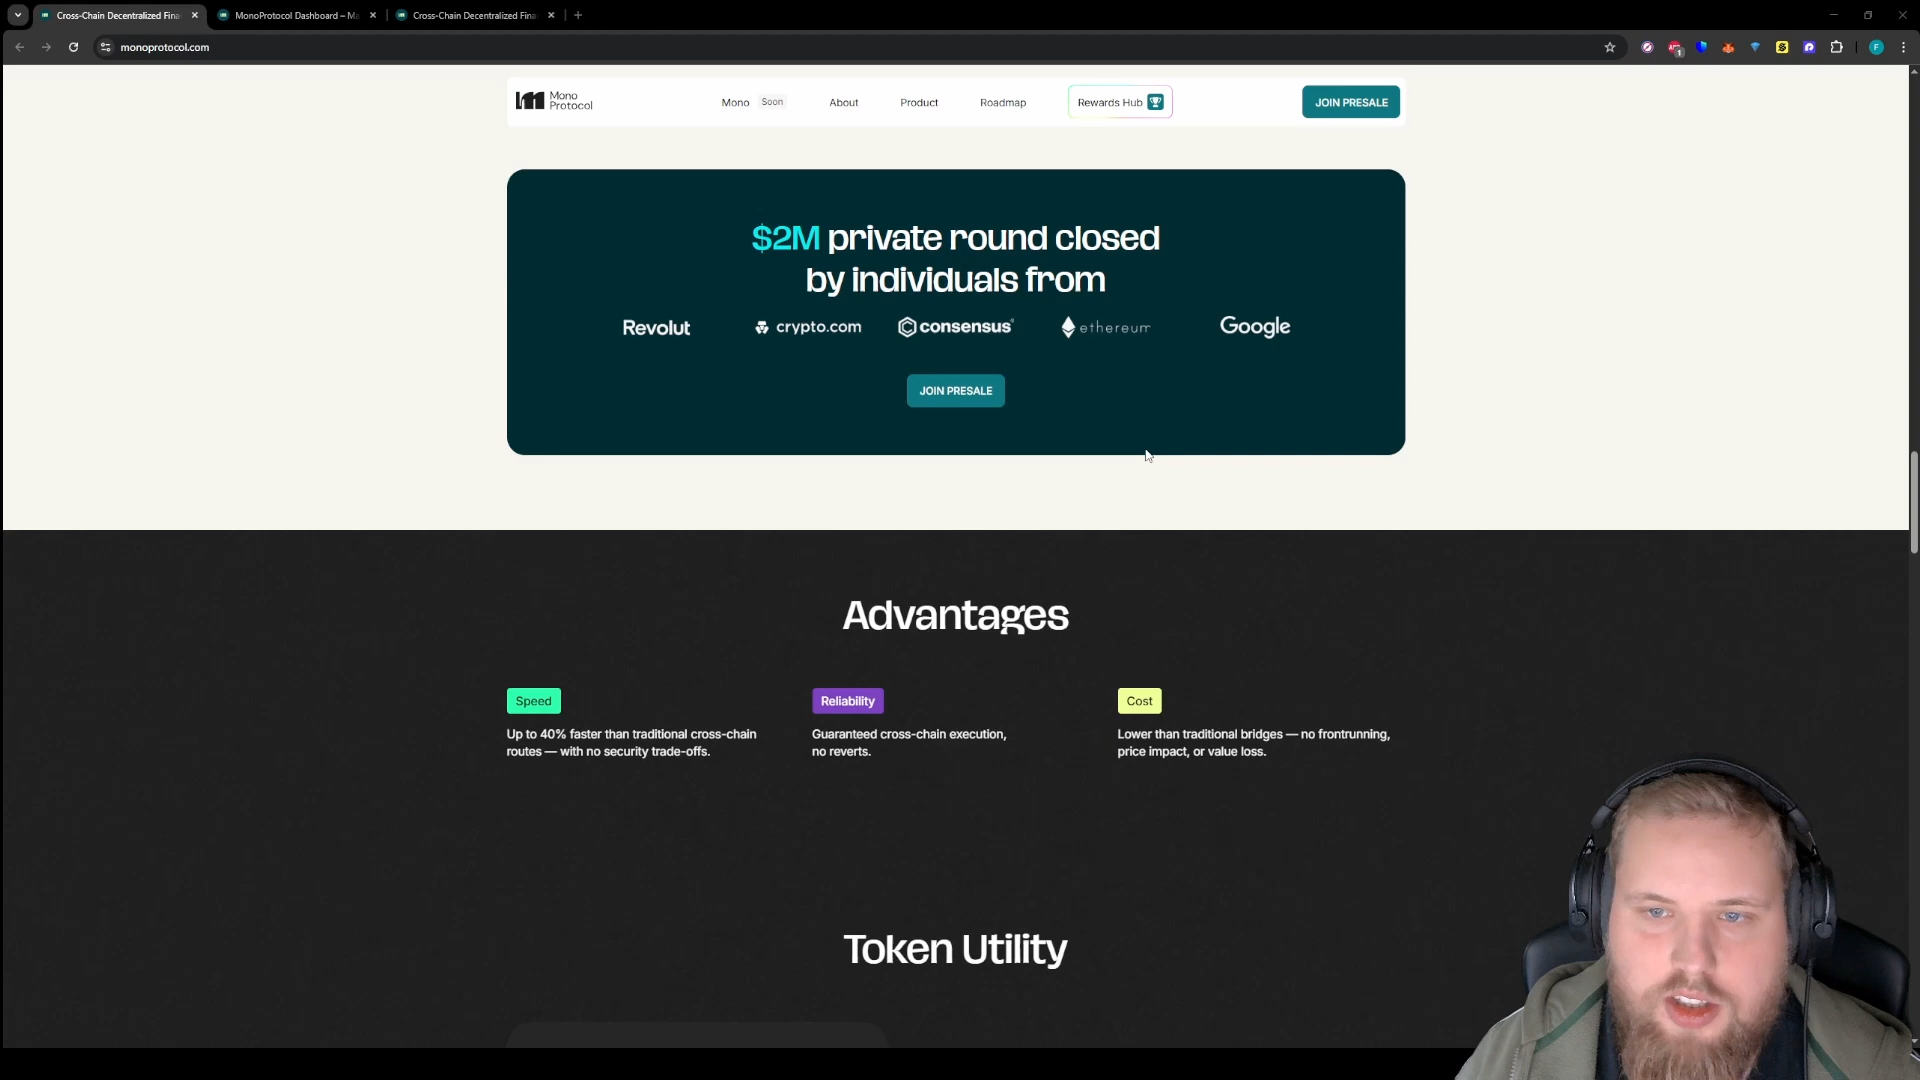 Cross-Chain Decentralized Fina
MonoProtocol Dashboard – Ma
Cross-Chain Decentralized Fina
monoprotocol.com
1
F
Mono
Protocol
Mono
Soon
About
Product
Roadmap
Rewards Hub
JOIN PRESALE
$2M private round closed
by individuals from
Revolut
crypto.com
consensus
ethereum
Google
JOIN PRESALE
Advantages
Speed
Up to 40% faster than traditional cross-chain
routes — with no security trade-offs.
Reliability
Guaranteed cross-chain execution,
no reverts.
Cost
Lower than traditional bridges — no frontrunning,
price impact, or value loss.
Token Utility